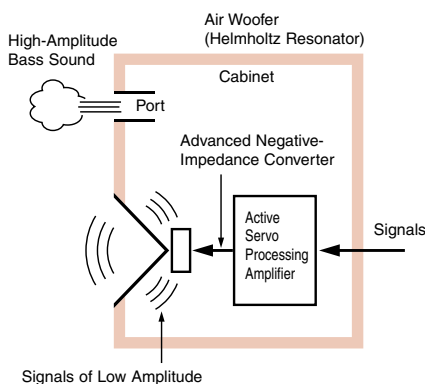 Air Woofer
(Helmholtz Resonator)
High-Amplitude
Bass Sound
Cabinet
Port
Advanced Negative-
Impedance Converter
Active
Servo
Processing
Amplifier
Signals
Signals of Low Amplitude